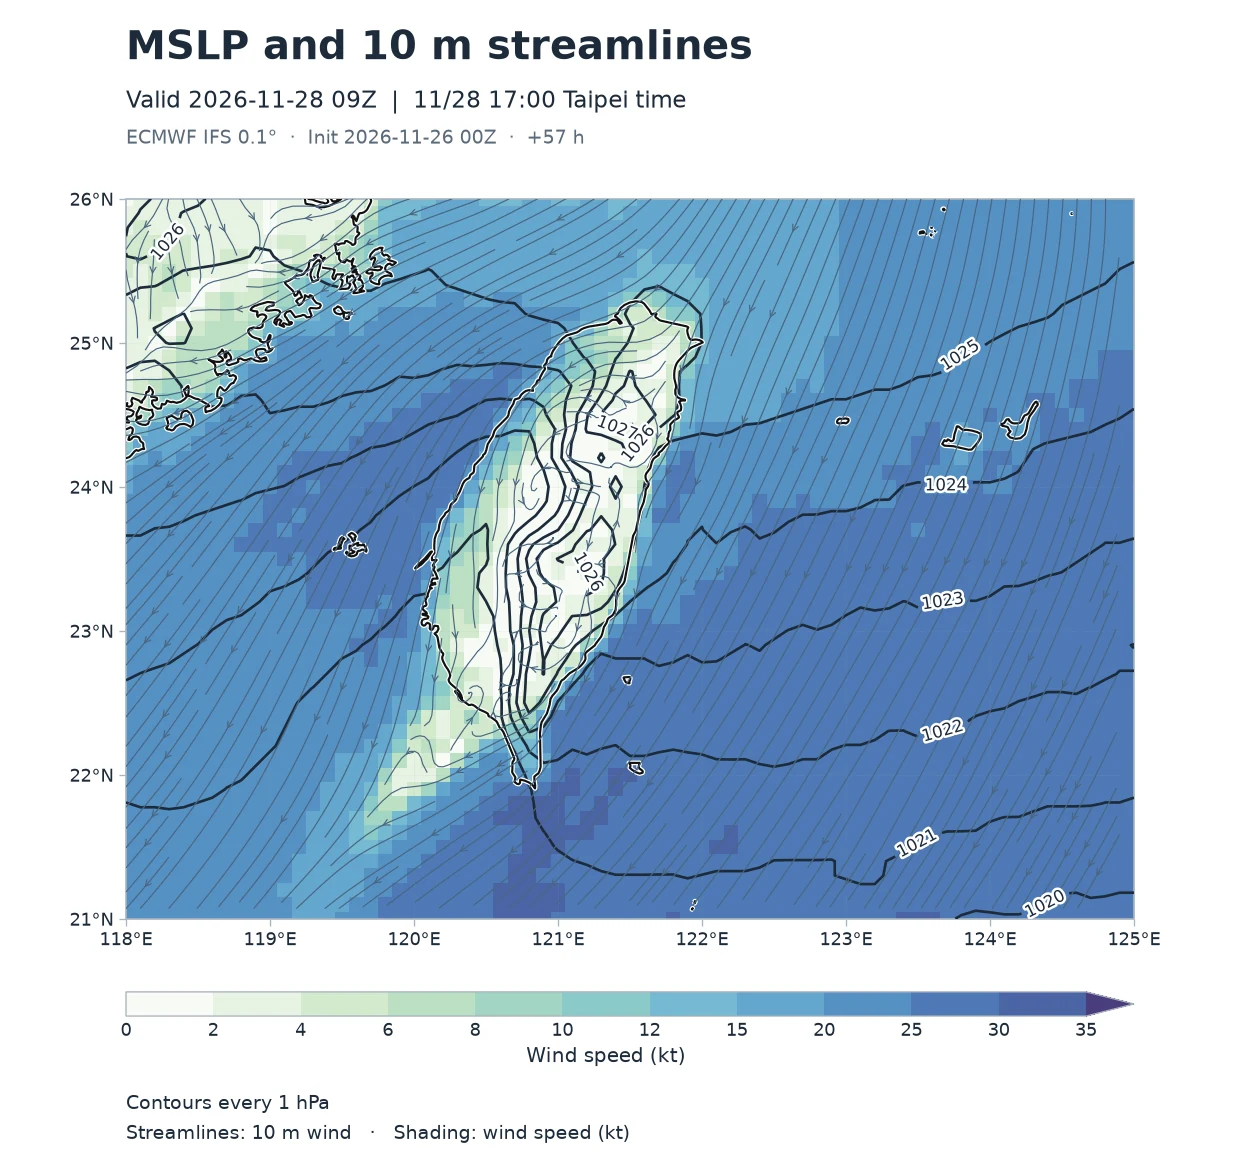 MSLP and 10 m streamlines
Valid 2026-11-28 09Z | 11/28 17:00 Taipei time
ECMWF IFS 0.1° · Init 2026-11-26 00Z · +57 h
26°N
25°N
24°N
23°N
22°N
21°N
1026
1025
1027
1026
1024
1026
1023
1022
1021
1020
118°E 119°E 120°E 121°E 122°E 123°E 124°E 125°E
0 2 4 6 8 10 12 15 20 25 30 35
Wind speed (kt)
Contours every 1 hPa
Streamlines: 10 m wind · Shading: wind speed (kt)